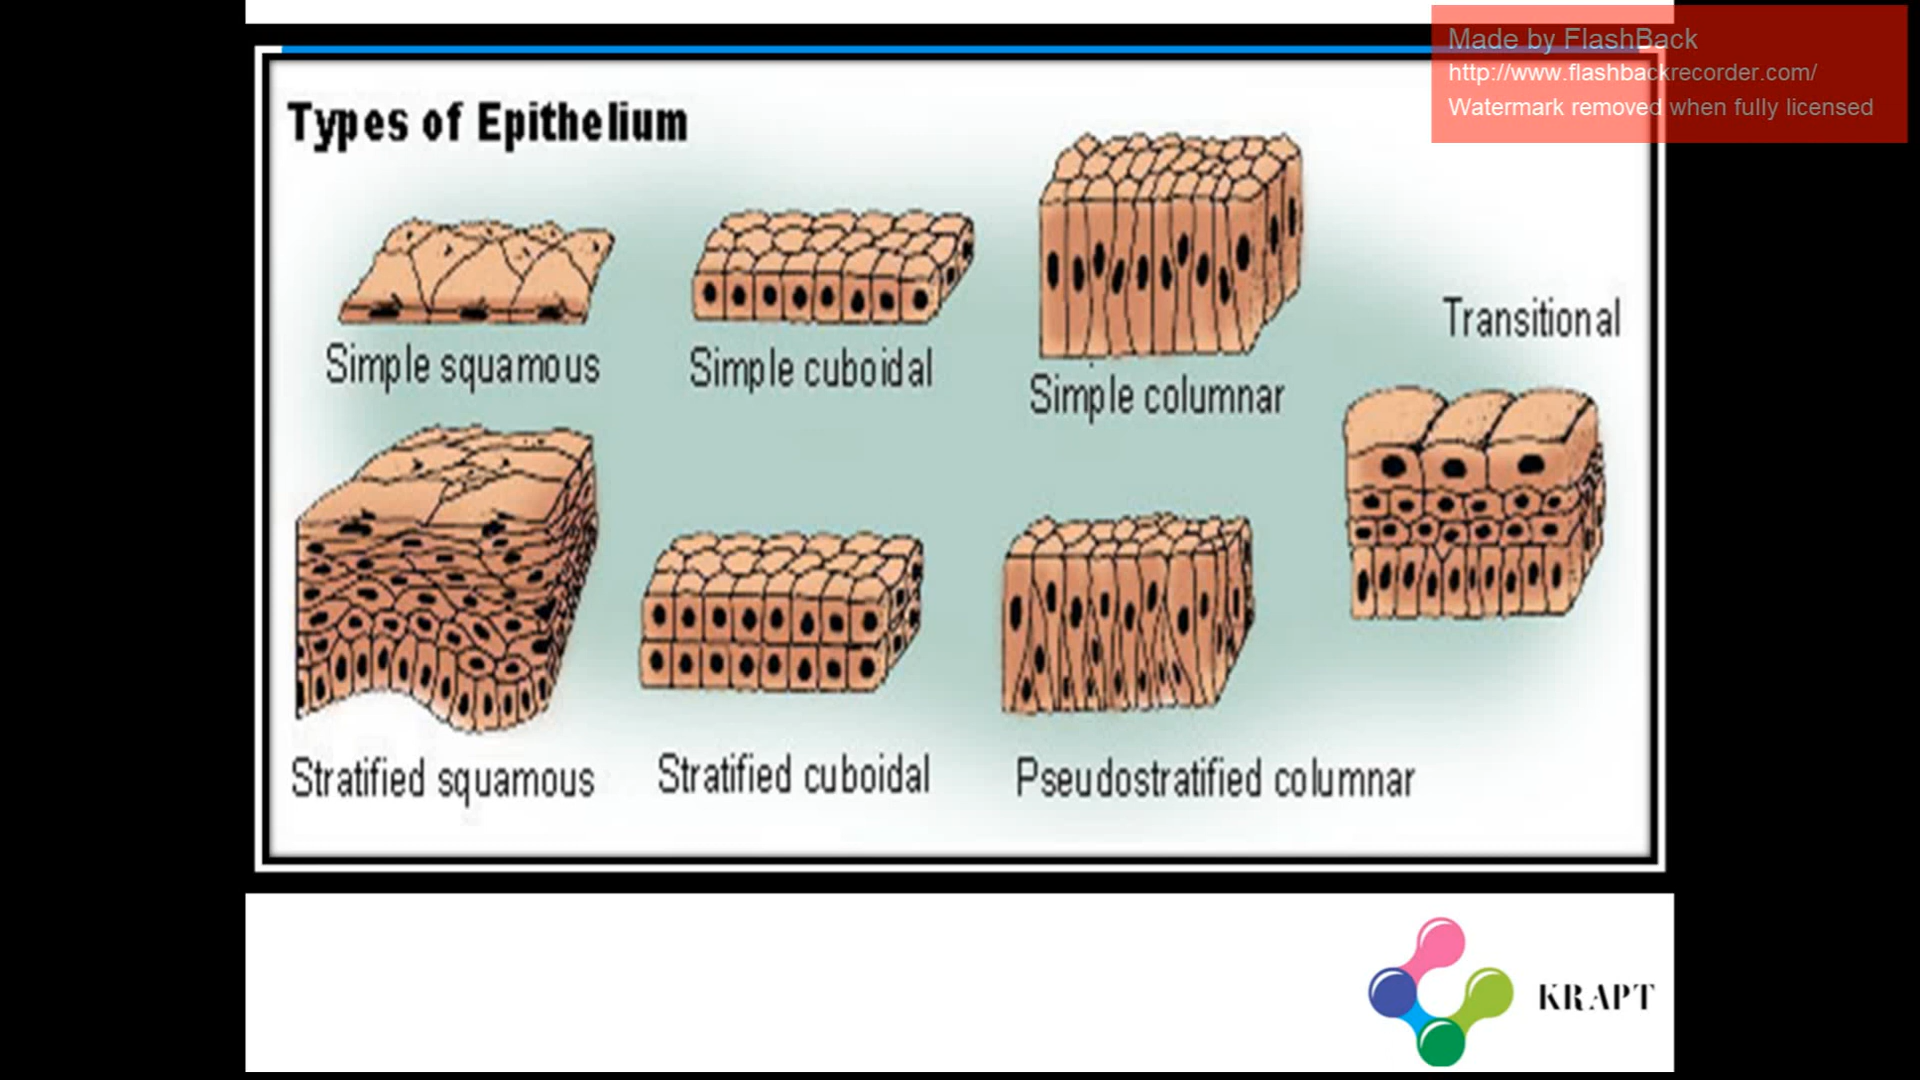 Made by FlashBack
http://www.flashbackrecorder.com/
Watermark removed when fully licensed
Types of Epithelium
Simple squamous
Simple cuboidal
Simple columnar
Transitional
Stratified squamous
Stratified cuboidal
Pseudostratified columnar
KRAPT